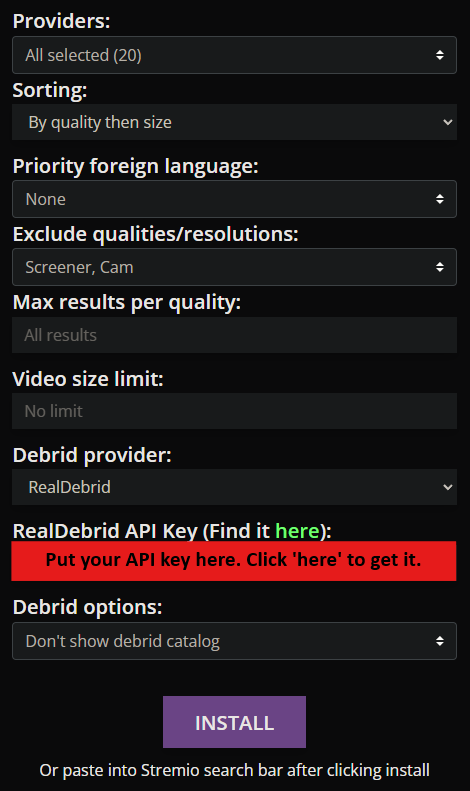 Providers:
All selected (20)
Sorting:
By quality then size
Priority foreign language:
None
Exclude qualities/resolutions:
Screener, Cam
Max results per quality:
All results
Video size limit:
No limit
Debrid provider:
RealDebrid
RealDebrid API Key (Find it here):
Put your API key here. Click 'here' to get it.
Debrid options:
Don't show debrid catalog
INSTALL
Or paste into Stremio search bar after clicking install